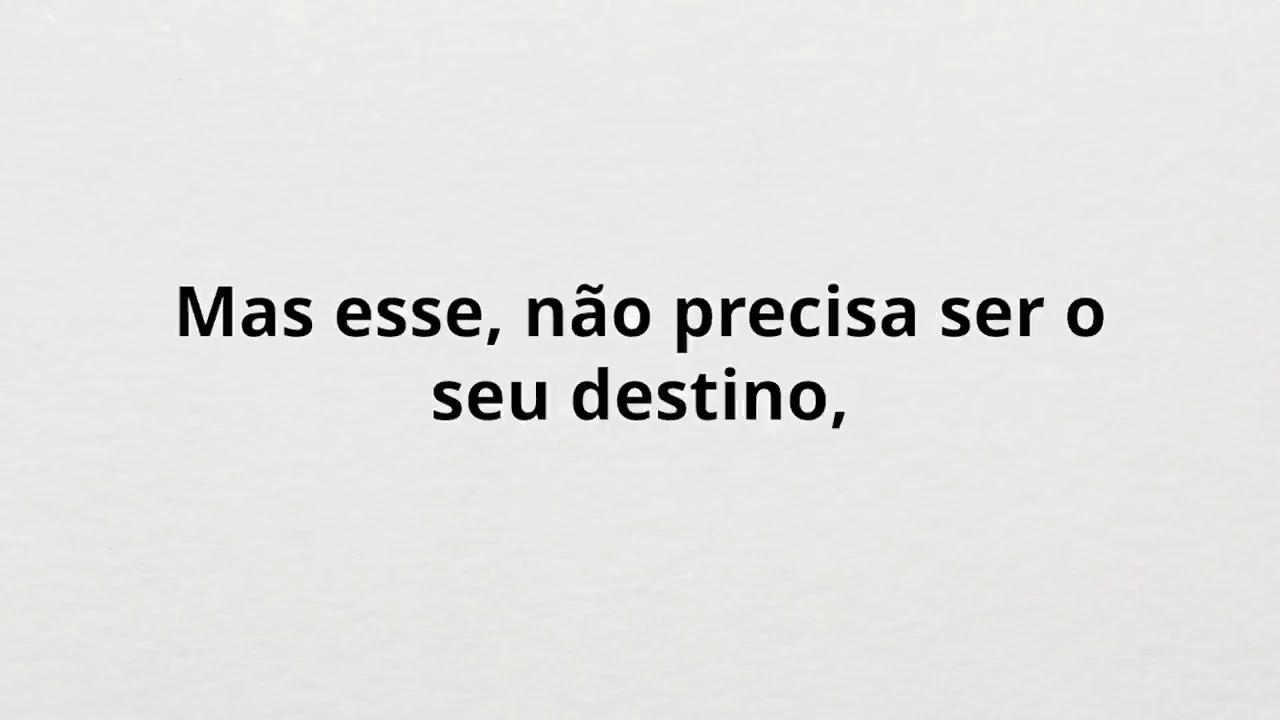 Mas esse, não precisa ser o
seu destino,